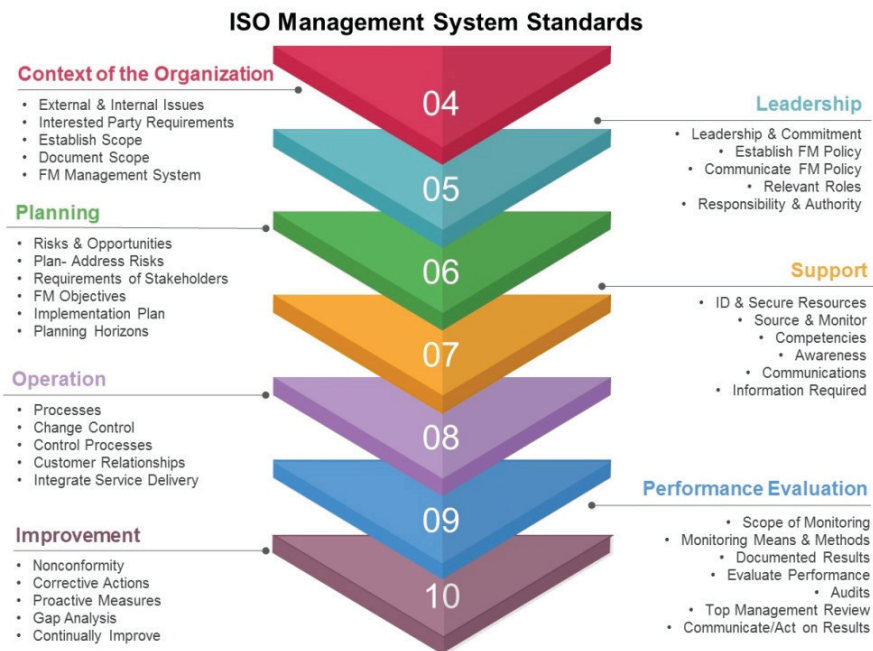 ISO Management System Standards
Context of the Organization
• External & Internal Issues
• Interested Party Requirements
• Establish Scope
• Document Scope
• FM Management System
04
Leadership
• Leadership & Commitment
• Establish FM Policy
• Communicate FM Policy
• Relevant Roles
• Responsibility & Authority
05
Planning
• Risks & Opportunities
• Plan- Address Risks
• Requirements of Stakeholders
• FM Objectives
• Implementation Plan
• Planning Horizons
06
Support
• ID & Secure Resources
• Source & Monitor
• Competencies
• Awareness
• Communications
• Information Required
07
Operation
• Processes
• Change Control
• Control Processes
• Customer Relationships
• Integrate Service Delivery
08
Performance Evaluation
• Scope of Monitoring
• Monitoring Means & Methods
• Documented Results
• Evaluate Performance
• Audits
• Top Management Review
• Communicate/Act on Results
09
Improvement
• Nonconformity
• Corrective Actions
• Proactive Measures
• Gap Analysis
• Continually Improve
10